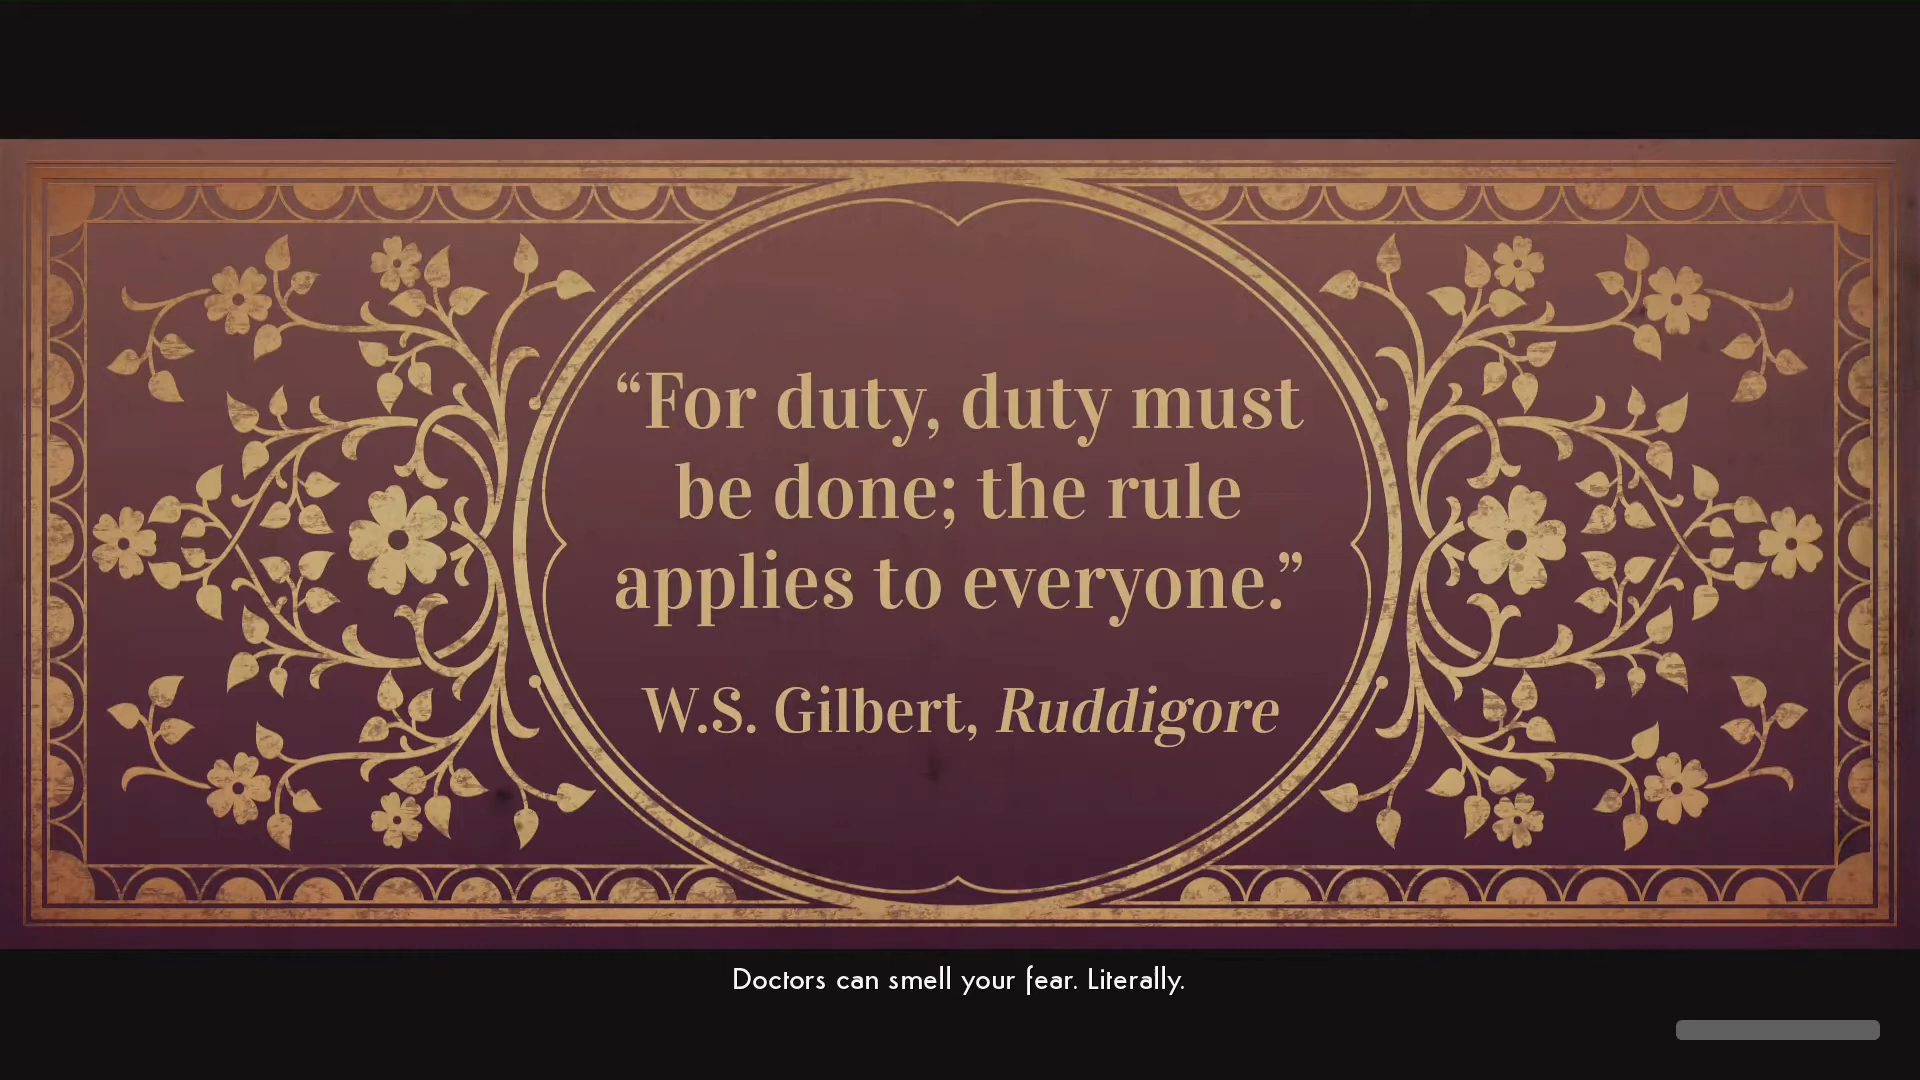 “For duty, duty must
be done; the rule
applies to everyone.”
W.S. Gilbert, Ruddigore
Doctors can smell your fear. Literally.